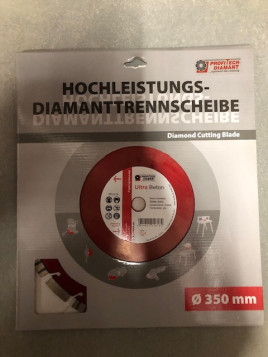 PROFITECH
DIAMANT
HOCHLEISTUNGS-
DIAMANTTRENNSCHEIBE
Diamond Cutting Blade
Ultra Beton
Ø 350 mm